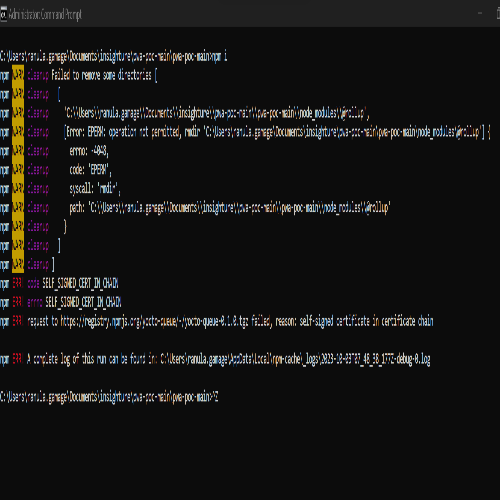 Administrator: Command Prompt
C:\Users\ranula.gamage\Documents\insighture\pwa-poc-main\pwa-poc-main>npm i
npm WARN cleanup Failed to remove some directories [
npm WARN cleanup   [
npm WARN cleanup     'C:\\Users\\ranula.gamage\\Documents\\insighture\\pwa-poc-main\\pwa-poc-main\\node_modules\\@rollup',
npm WARN cleanup     [Error: EPERM: operation not permitted, rmdir 'C:\Users\ranula.gamage\Documents\insighture\pwa-poc-main\pwa-poc-main\node_modules\@rollup'] {
npm WARN cleanup       errno: -4048,
npm WARN cleanup       code: 'EPERM',
npm WARN cleanup       syscall: 'rmdir',
npm WARN cleanup       path: 'C:\\Users\\ranula.gamage\\Documents\\insighture\\pwa-poc-main\\pwa-poc-main\\node_modules\\@rollup'
npm WARN cleanup     }
npm WARN cleanup   ]
npm WARN cleanup ]
npm ERR! code SELF_SIGNED_CERT_IN_CHAIN
npm ERR! errno SELF_SIGNED_CERT_IN_CHAIN
npm ERR! request to https://registry.npmjs.org/yocto-queue/-/yocto-queue-0.1.0.tgz failed, reason: self-signed certificate in certificate chain
npm ERR! A complete log of this run can be found in: C:\Users\ranula.gamage\AppData\Local\npm-cache\_logs\2023-10-03T07_48_38_177Z-debug-0.log
C:\Users\ranula.gamage\Documents\insighture\pwa-poc-main\pwa-poc-main>^Z